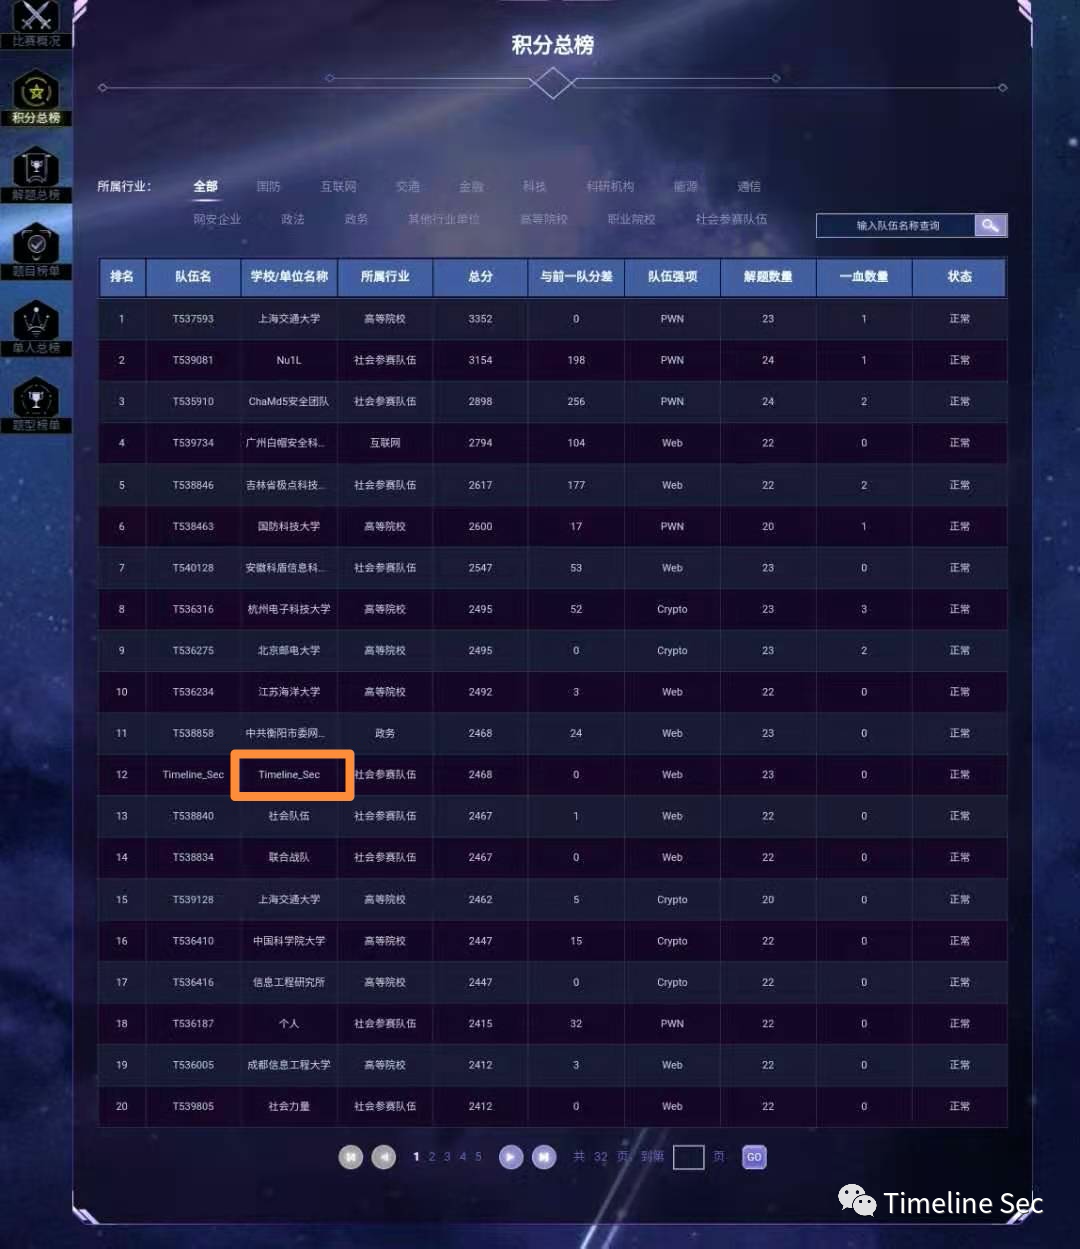 积分总榜
比赛概况
积分总榜
解题总榜
题目榜单
单人总榜
题型榜单
所属行业： 全部 国防 互联网 交通 金融 科技 科研机构 能源 通信
网安企业 政法 政务 其他行业单位 高等院校 职业院校 社会参赛队伍
输入队伍名称查询
排名 队伍名 学校/单位名称 所属行业 总分 与前一队分差 队伍强项 解题数量 一血数量 状态
1 T537593 上海交通大学 高等院校 3352 0 PWN 23 1 正常
2 T539081 Nu1L 社会参赛队伍 3154 198 PWN 24 1 正常
3 T535910 ChaMd5安全团队 社会参赛队伍 2898 256 PWN 24 2 正常
4 T539734 广州白帽安全科... 互联网 2794 104 Web 22 0 正常
5 T538846 吉林省极点科技... 社会参赛队伍 2617 177 Web 22 2 正常
6 T538463 国防科技大学 高等院校 2600 17 PWN 20 1 正常
7 T540128 安徽科盾信息科... 社会参赛队伍 2547 53 Web 23 0 正常
8 T536316 杭州电子科技大学 高等院校 2495 52 Crypto 23 3 正常
9 T536275 北京邮电大学 高等院校 2495 0 Crypto 23 2 正常
10 T536234 江苏海洋大学 高等院校 2492 3 Web 22 0 正常
11 T538858 中共衡阳市委网... 政务 2468 24 Web 23 0 正常
12 Timeline_Sec Timeline_Sec 社会参赛队伍 2468 0 Web 23 0 正常
13 T538840 社会队伍 社会参赛队伍 2467 1 Web 22 0 正常
14 T538834 联合战队 社会参赛队伍 2467 0 Web 22 0 正常
15 T539128 上海交通大学 高等院校 2462 5 Crypto 20 0 正常
16 T536410 中国科学院大学 高等院校 2447 15 Crypto 22 0 正常
17 T536416 信息工程研究所 高等院校 2447 0 Crypto 22 0 正常
18 T536187 个人 社会参赛队伍 2415 32 PWN 22 0 正常
19 T536005 成都信息工程大学 高等院校 2412 3 Web 22 0 正常
20 T539805 社会力量 社会参赛队伍 2412 0 Web 22 0 正常
1 2 3 4 5 共 32 页, 到第 页 GO
Timeline Sec